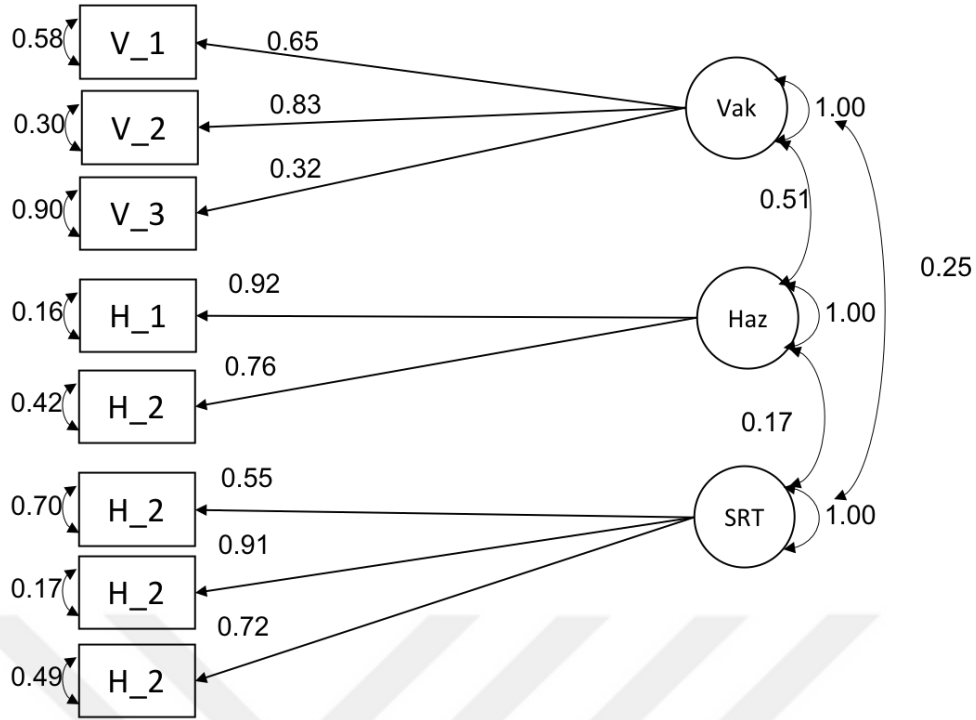 0.58 V_1 0.65
0.30 V_2 0.83 Vak 1.00
0.90 V_3 0.32
0.51
0.25
0.16 H_1 0.92 Haz 1.00
0.42 H_2 0.76
0.17
0.70 H_2 0.55 SRT 1.00
0.17 H_2 0.91
0.49 H_2 0.72